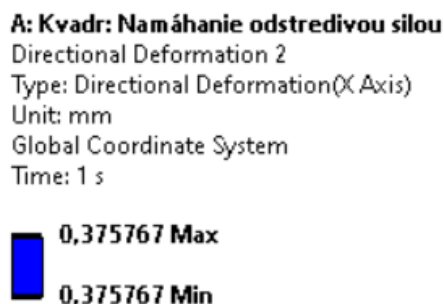 A: Kvadr: Namáhanie odstredivou silou
Directional Deformation 2
Type: Directional Deformation(X Axis)
Unit: mm
Global Coordinate System
Time: 1 s
0,375767 Max
0,375767 Min